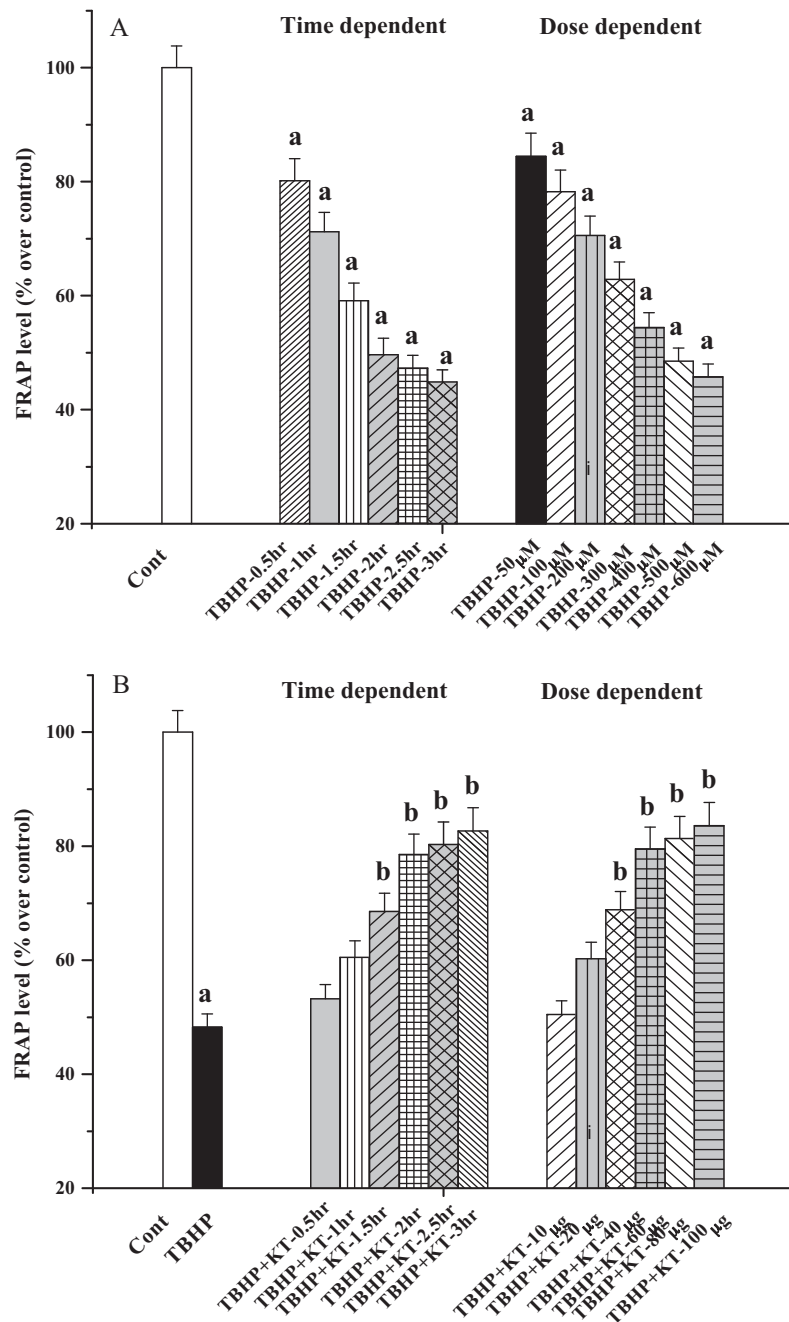 A
Time dependent
Dose dependent
FRAP level (% over control)
100
80
60
40
20
a
a
a
a
a
a
a
a
a
a
a
a
a
i
Cont
TBHP-0.5hr
TBHP-1hr
TBHP-1.5hr
TBHP-2hr
TBHP-2.5hr
TBHP-3hr
TBHP-50 µM
TBHP-100 µM
TBHP-200 µM
TBHP-300 µM
TBHP-400 µM
TBHP-500 µM
TBHP-600 µM
B
Time dependent
Dose dependent
FRAP level (% over control)
100
80
60
40
20
a
b
b
b
b
b
b
b
b
i
Cont
TBHP
TBHP+KT-0.5hr
TBHP+KT-1hr
TBHP+KT-1.5hr
TBHP+KT-2hr
TBHP+KT-2.5hr
TBHP+KT-3hr
TBHP+KT-10 µg
TBHP+KT-20 µg
TBHP+KT-40 µg
TBHP+KT-60 µg
TBHP+KT-80 µg
TBHP+KT-100 µg